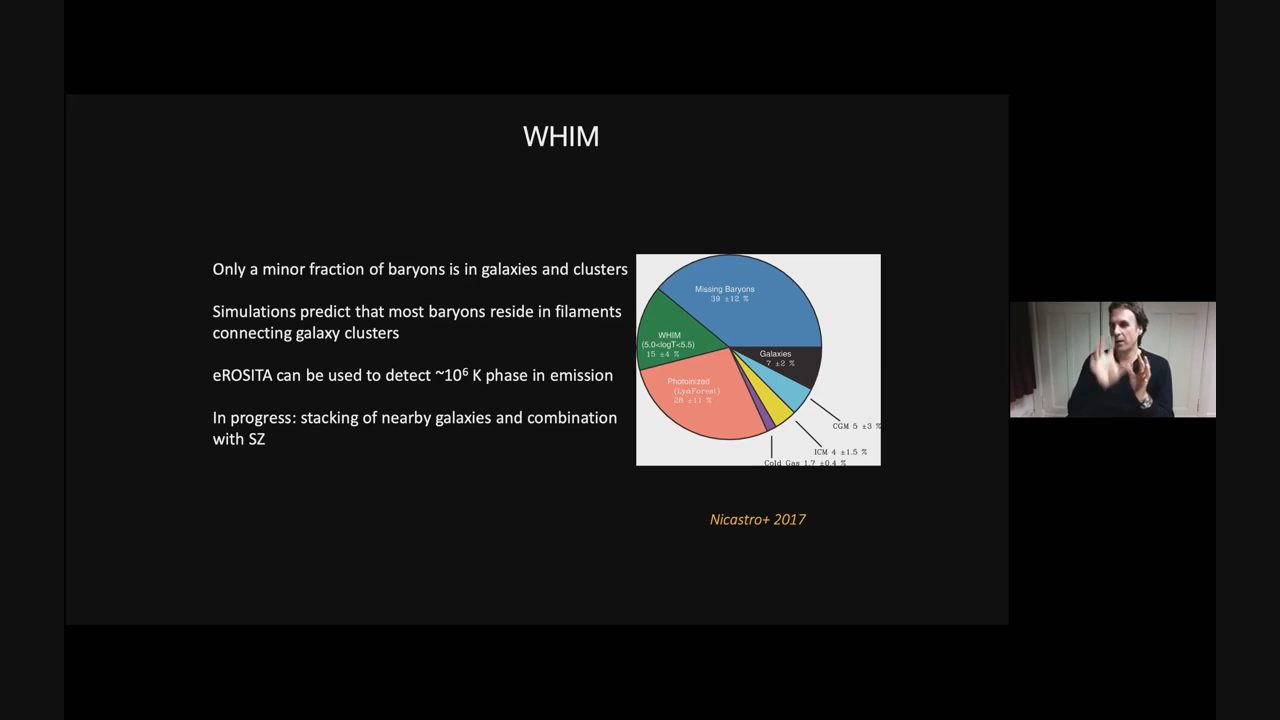 WHIM
Only a minor fraction of baryons is in galaxies and clusters
Simulations predict that most baryons reside in filaments
connecting galaxy clusters
eROSITA can be used to detect ~10⁶ K phase in emission
In progress: stacking of nearby galaxies and combination
with SZ
Missing Baryons
39 ±12 %
WHIM
(5.0<logT<5.5)
15 ±4 %
Galaxies
7 ±2 %
Photoinized
(LyαForest)
28 ±11 %
CGM 5 ±3 %
ICM 4 ±1.5 %
Cold Gas 1.7 ±0.4 %
Nicastro+ 2017